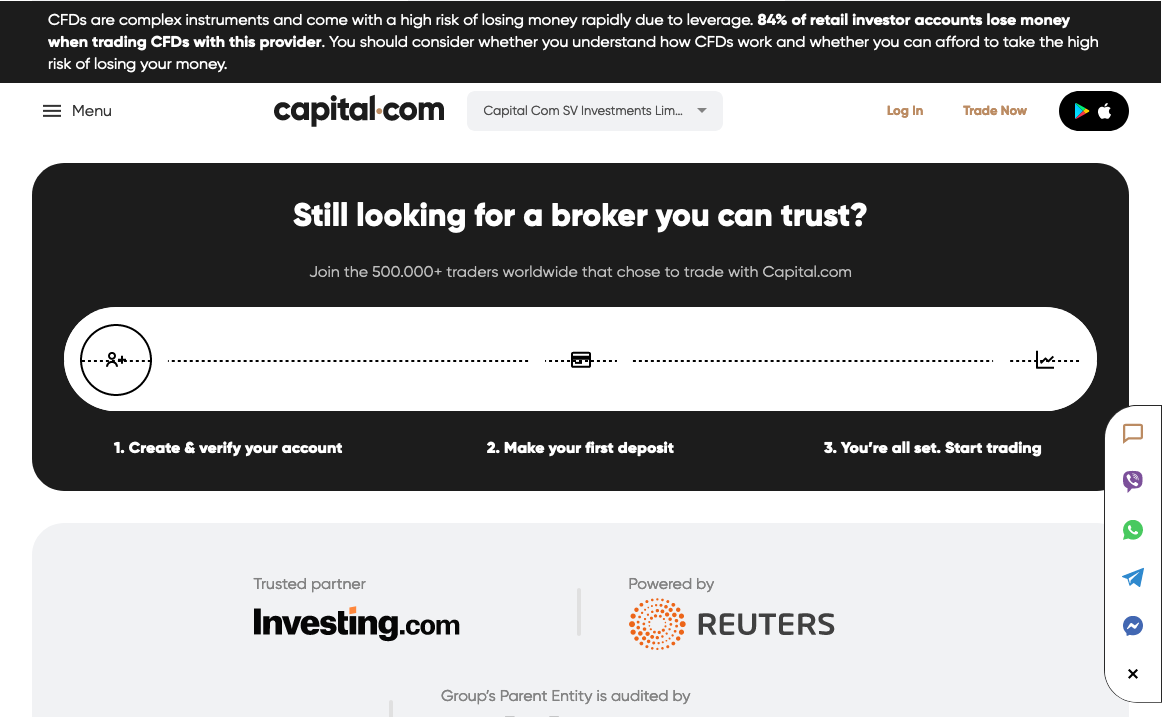 CFDs are complex instruments and come with a high risk of losing money rapidly due to leverage. 84% of retail investor accounts lose money
when trading CFDs with this provider. You should consider whether you understand how CFDs work and whether you can afford to take the high
risk of losing your money.
Menu
capital.com
Capital Com SV Investments Lim...
Log In
Trade Now
Still looking for a broker you can trust?
Join the 500.000+ traders worldwide that chose to trade with Capital.com
1. Create & verify your account
2. Make your first deposit
3. You're all set. Start trading
Trusted partner
Powered by
Investing.com
REUTERS
Group's Parent Entity is audited by